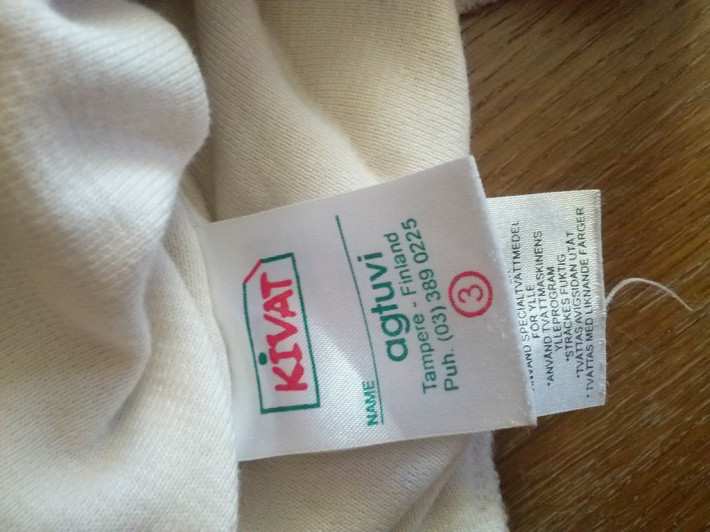 KIVAT
NAME
agtuvi
Tampere - Finland
Puh. (03) 389 0225
3
SPECIALTVÄTTMEDEL
FÖR YLLE
*ANVÄND TVÄTTMASKINENS
YLLEPROGRAM
*STRÄCKES FUKTIG
*TVÄTTAS AVIGSIDAN UTÅT
*TVÄTTAS MED LIKNANDE FÄRGER